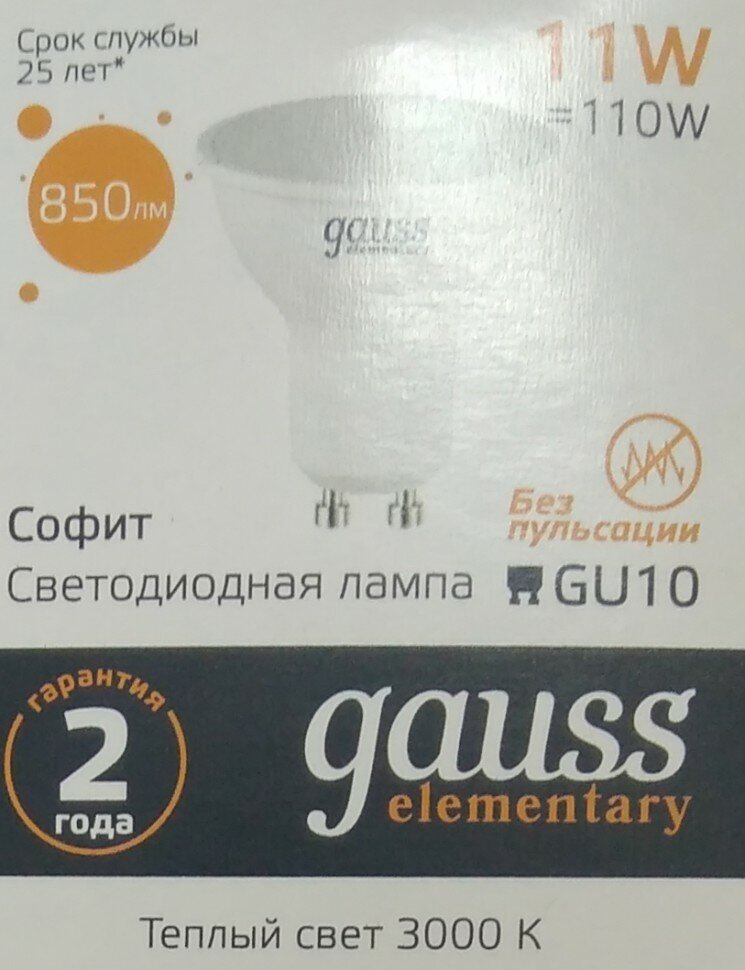 Срок службы
25 лет*
11W
=110W
850лм
gauss
elementary
Без
пульсации
Софит
Светодиодная лампа
GU10
гарантия
2
года
gauss
elementary
Теплый свет 3000 К